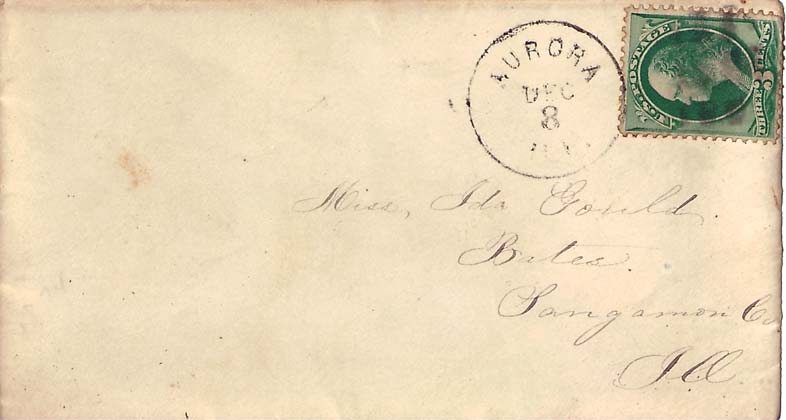 AURORA
DEC
8
U.S. POSTAGE
THREE 3 CENTS
Miss, Ida Gould,
Bates.
Sangamon Co
Ill.